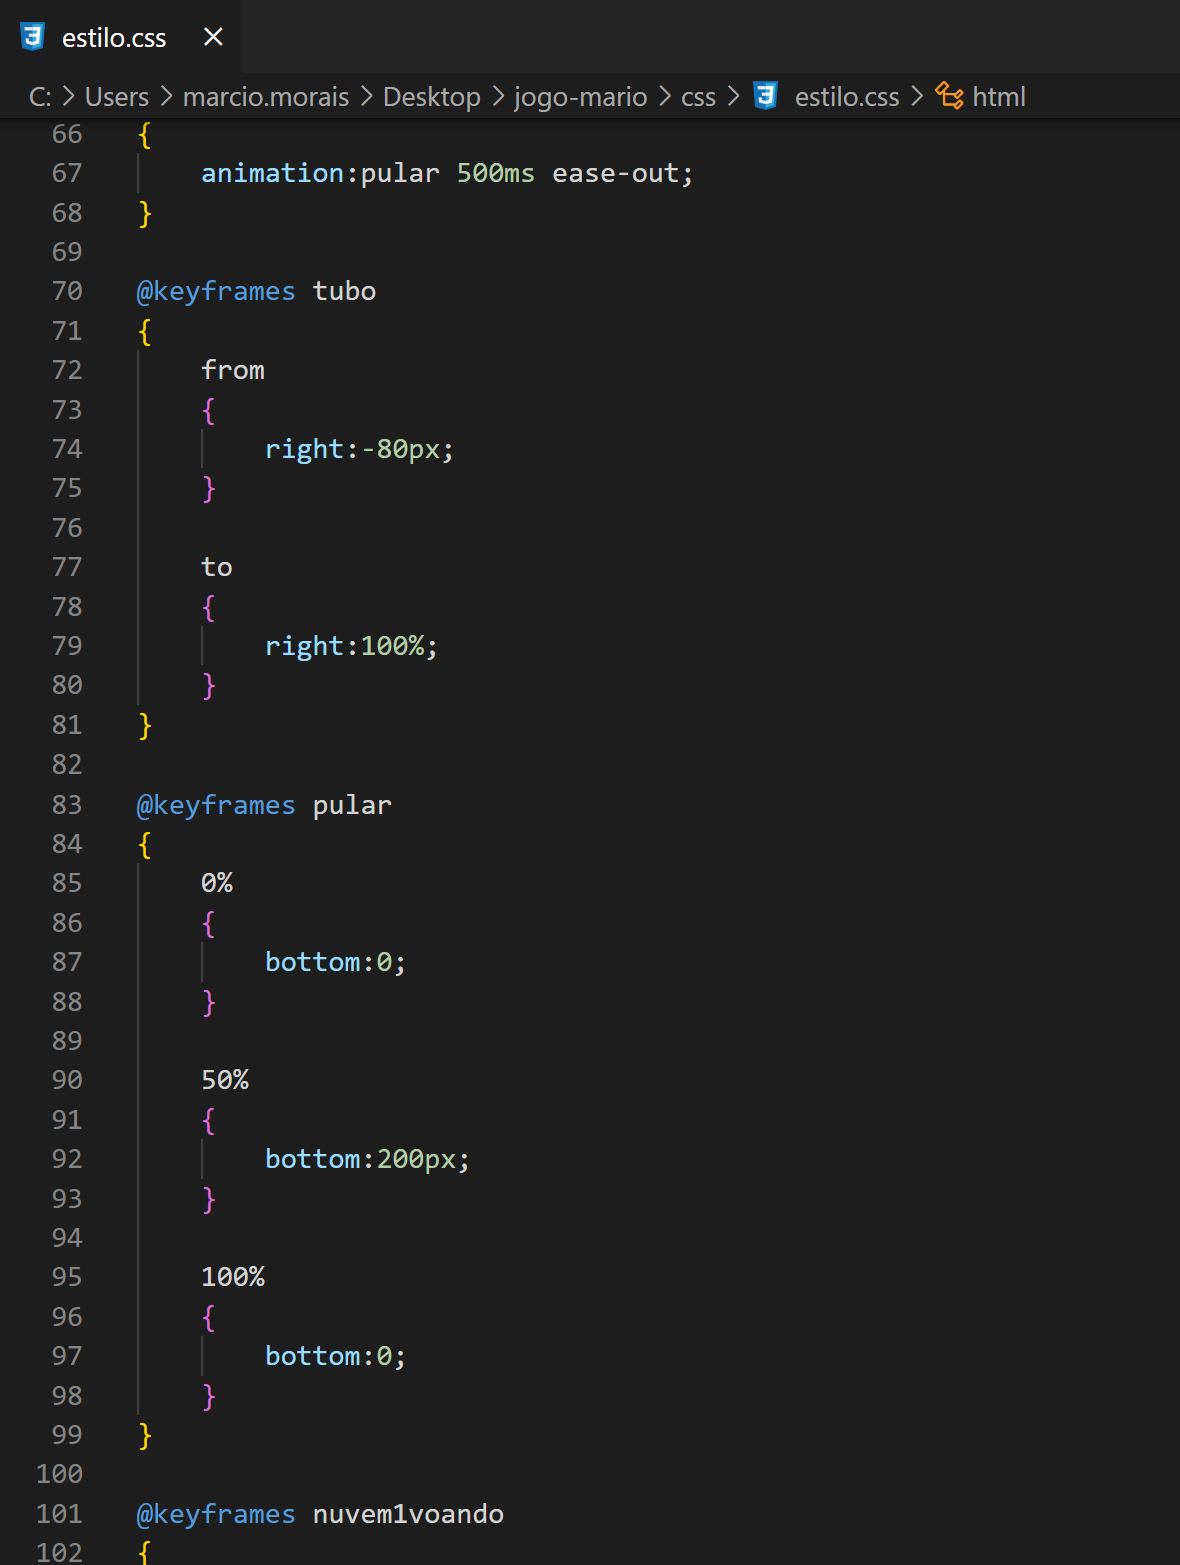 estilo.css
C: > Users > marcio.morais > Desktop > jogo-mario > css > estilo.css > html
66 {
67 animation:pular 500ms ease-out;
68 }
69
70 @keyframes tubo
71 {
72 from
73 {
74 right:-80px;
75 }
76
77 to
78 {
79 right:100%;
80 }
81 }
82
83 @keyframes pular
84 {
85 0%
86 {
87 bottom:0;
88 }
89
90 50%
91 {
92 bottom:200px;
93 }
94
95 100%
96 {
97 bottom:0;
98 }
99 }
100
101 @keyframes nuvem1voando
102 {